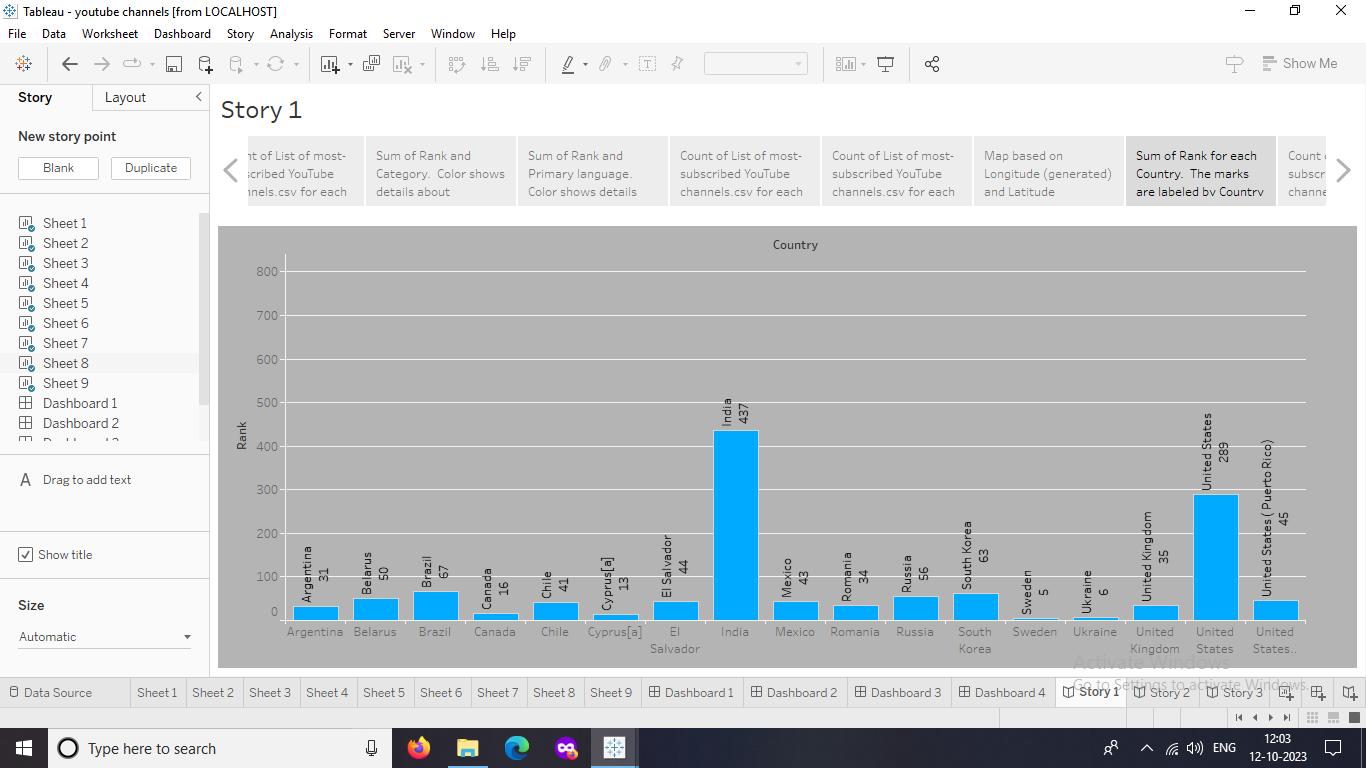 Tableau - youtube channels [from LOCALHOST]
File Data Worksheet Dashboard Story Analysis Format Server Window Help
Show Me
Story Layout
New story point
Blank Duplicate
Sheet 1
Sheet 2
Sheet 3
Sheet 4
Sheet 5
Sheet 6
Sheet 7
Sheet 8
Sheet 9
Dashboard 1
Dashboard 2
A Drag to add text
Show title
Size
Automatic
Story 1
nt of List of most-
scribed YouTube
nnels.csv for each
Sum of Rank and
Category. Color shows
details about
Sum of Rank and
Primary language.
Color shows details
Count of List of most-
subscribed YouTube
channels.csv for each
Count of List of most-
subscribed YouTube
channels.csv for each
Map based on
Longitude (generated)
and Latitude
Sum of Rank for each
Country. The marks
are labeled by Country
Count
subscr
channe
Country
Rank
800
700
600
500
400
300
200
100
0
Argentina
31
Belarus
50
Brazil
67
Canada
16
Chile
41
Cyprus[a]
13
El Salvador
44
India
437
Mexico
43
Romania
34
Russia
56
South Korea
63
Sweden
5
Ukraine
6
United Kingdom
35
United States
289
United States ( Puerto Rico)
45
Argentina Belarus Brazil Canada Chile Cyprus[a] El India Mexico Romania Russia South Sweden Ukraine United United United
Salvador Korea Kingdom States States..
Activate Windows
Go to Settings to activate Windows.
Data Source Sheet 1 Sheet 2 Sheet 3 Sheet 4 Sheet 5 Sheet 6 Sheet 7 Sheet 8 Sheet 9 Dashboard 1 Dashboard 2 Dashboard 3 Dashboard 4 Story 1 Story 2 Story 3
Type here to search
ENG
12:03
12-10-2023